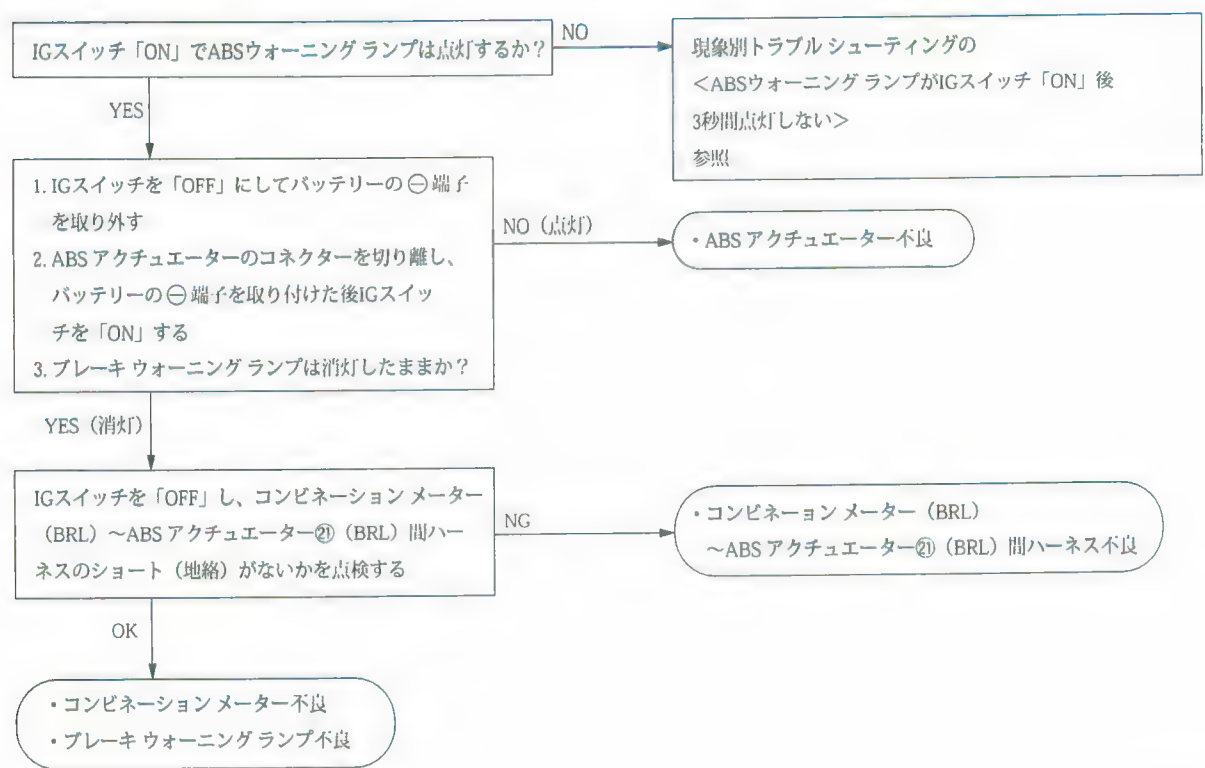 IGスイッチ「ON」でABSウォーニング ランプは点灯するか？
NO
現象別トラブル シューティングの
＜ABSウォーニング ランプがIGスイッチ「ON」後
3秒間点灯しない＞
参照
YES
1. IGスイッチを「OFF」にしてバッテリーの⊖端子
を取り外す
2. ABS アクチュエーターのコネクターを切り離し、
バッテリーの⊖端子を取り付けた後IGスイッ
チを「ON」する
3. ブレーキ ウォーニング ランプは消灯したままか？
NO（点灯）
・ABS アクチュエーター不良
YES（消灯）
IGスイッチを「OFF」し、コンビネーション メーター
（BRL）～ABS アクチュエーター㉑（BRL）間ハー
ネスのショート（地絡）がないかを点検する
NG
・コンビネーョン メーター（BRL）
～ABS アクチュエーター㉑（BRL）間ハーネス不良
OK
・コンビネーション メーター不良
・ブレーキ ウォーニング ランプ不良